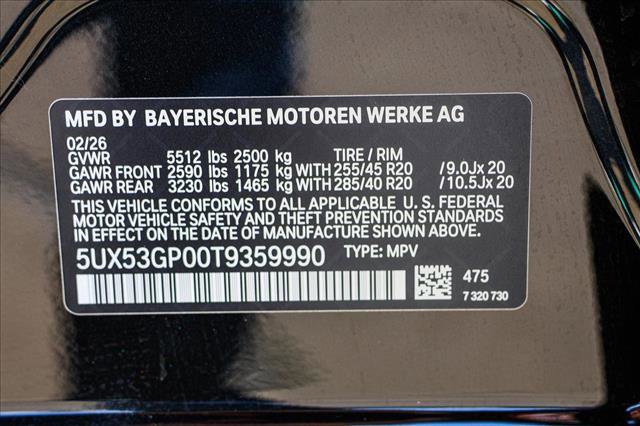 MFD BY BAYERISCHE MOTOREN WERKE AG
02/26
GVWR 5512 lbs 2500 kg TIRE / RIM
GAWR FRONT 2590 lbs 1175 kg WITH 255/45 R20 / 9.0Jx 20
GAWR REAR 3230 lbs 1465 kg WITH 285/40 R20 / 10.5Jx 20
THIS VEHICLE CONFORMS TO ALL APPLICABLE U. S. FEDERAL
MOTOR VEHICLE SAFETY AND THEFT PREVENTION STANDARDS
IN EFFECT ON THE DATE OF MANUFACTURE SHOWN ABOVE.
5UX53GP00T9359990 TYPE: MPV
475
7 320 730